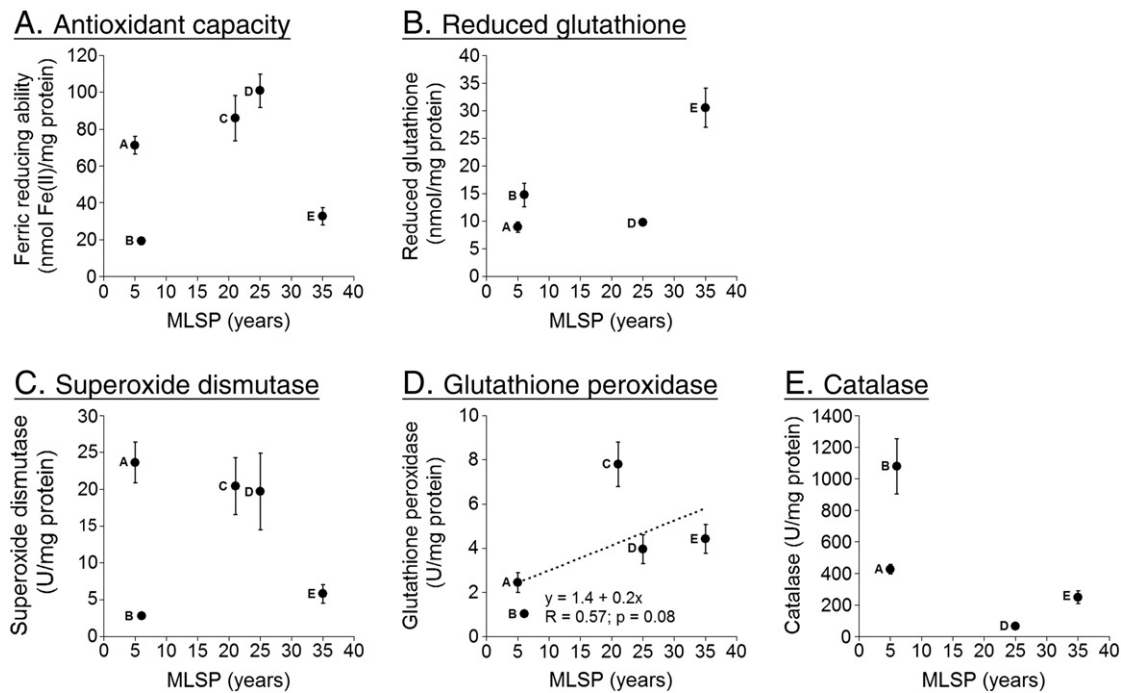 A. Antioxidant capacity
Ferric reducing ability
(nmol Fe(II)/mg protein)
120
100
80
60
40
20
0
A
B
C
D
E
0 5 10 15 20 25 30 35 40
MLSP (years)
B. Reduced glutathione
Reduced glutathione
(nmol/mg protein)
40
35
30
25
20
15
10
5
0
A
B
D
E
0 5 10 15 20 25 30 35 40
MLSP (years)
C. Superoxide dismutase
Superoxide dismutase
(U/mg protein)
30
25
20
15
10
5
0
A
B
C
D
E
0 5 10 15 20 25 30 35 40
MLSP (years)
D. Glutathione peroxidase
Glutathione peroxidase
(U/mg protein)
10
8
6
4
2
0
A
B
C
D
E
y = 1.4 + 0.2x
R = 0.57; p = 0.08
0 5 10 15 20 25 30 35 40
MLSP (years)
E. Catalase
Catalase (U/mg protein)
1400
1200
1000
800
600
400
200
0
A
B
D
E
0 5 10 15 20 25 30 35 40
MLSP (years)